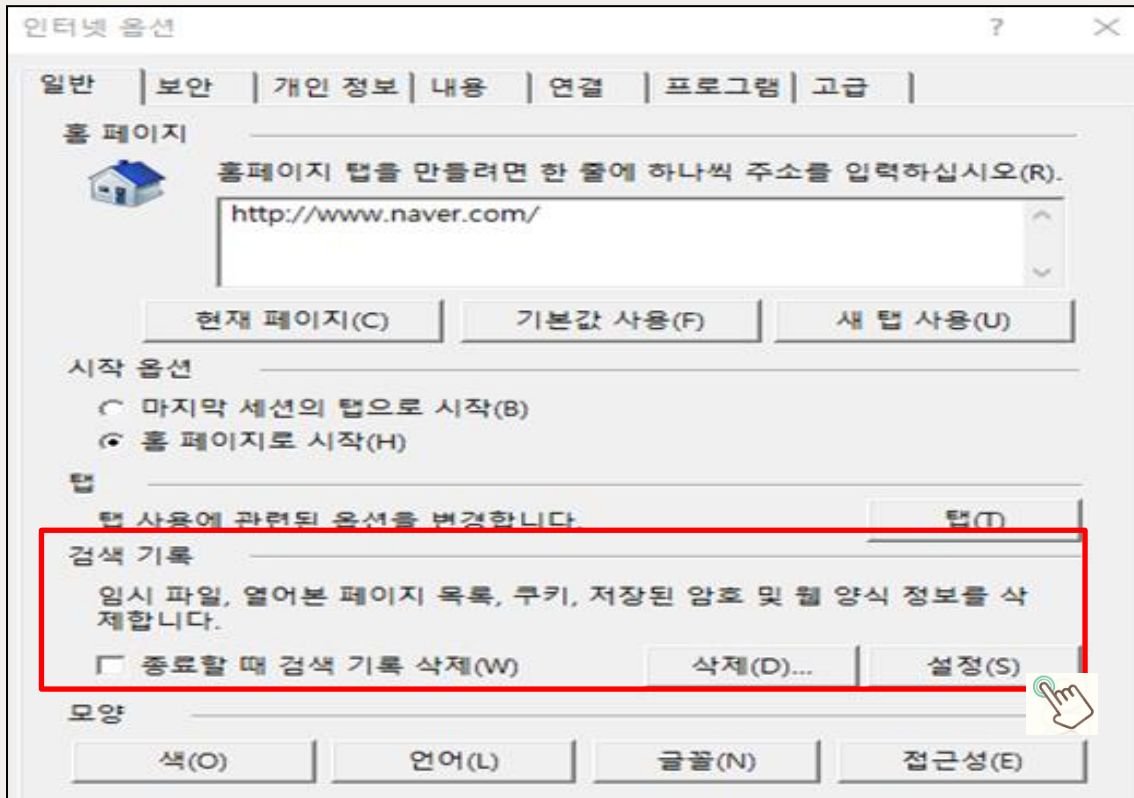 인터넷 옵션 ?
일반 보안 개인 정보 내용 연결 프로그램 고급
홈 페이지
홈페이지 탭을 만들려면 한 줄에 하나씩 주소를 입력하십시오(R).
http://www.naver.com/
현재 페이지(C) 기본값 사용(F) 새 탭 사용(U)
시작 옵션
마지막 세션의 탭으로 시작(B)
홈 페이지로 시작(H)
탭
탭 사용에 관련된 옵션을 변경합니다. 탭(T)
검색 기록
임시 파일, 열어본 페이지 목록, 쿠키, 저장된 암호 및 웹 양식 정보를 삭
제합니다.
종료할 때 검색 기록 삭제(W) 삭제(D)... 설정(S)
모양
색(O) 언어(L) 글꼴(N) 접근성(E)